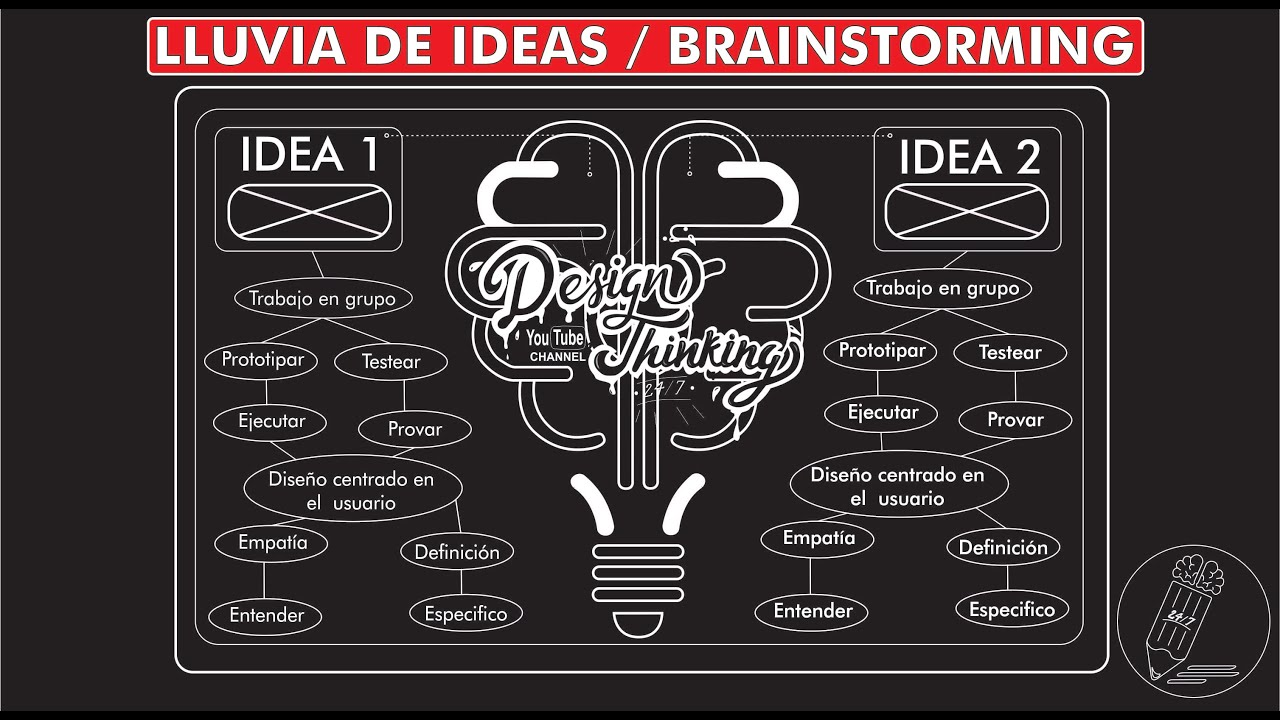 LLUVIA DE IDEAS / BRAINSTORMING
IDEA 1
Trabajo en grupo
Prototipar
Testear
Ejecutar
Provar
Diseño centrado en
el usuario
Empatía
Definición
Entender
Especifico
Design
Thinking
YouTube
CHANNEL
24/7
IDEA 2
Trabajo en grupo
Prototipar
Testear
Ejecutar
Provar
Diseño centrado en
el usuario
Empatía
Definición
Entender
Especifico
24/7